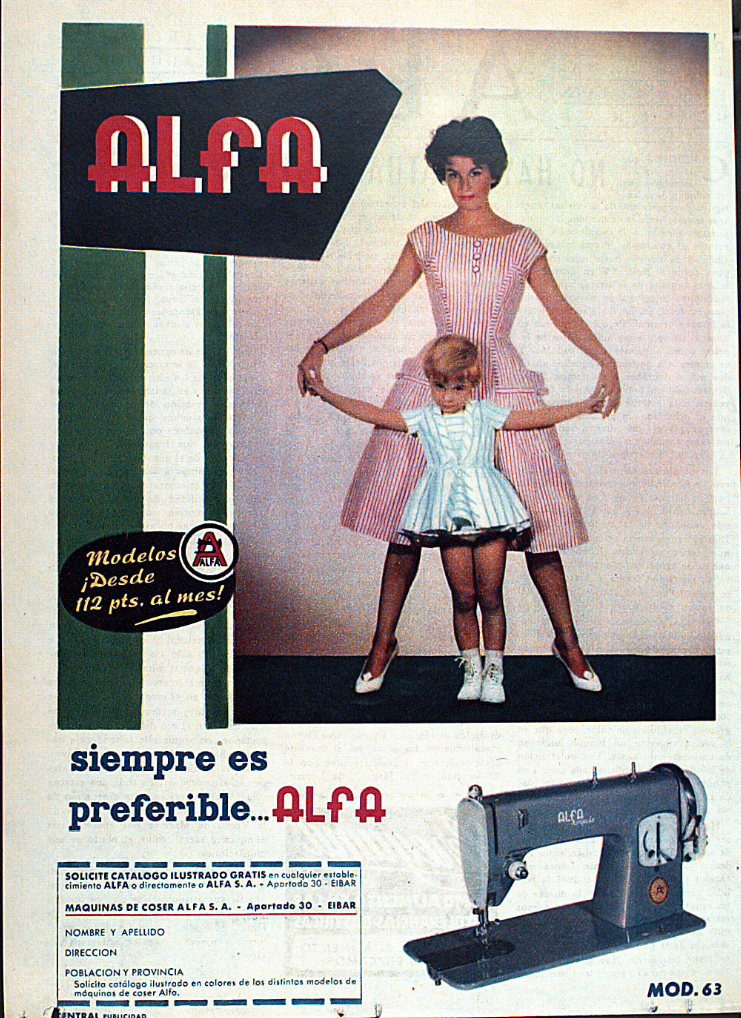 ALFA
Modelos
¡Desde
112 pts. al mes!
A
ALFA
siempre es
preferible...ALFA
SOLICITE CATALOGO ILUSTRADO GRATIS en cualquier estable-
cimiento ALFA o directamente a ALFA S. A. - Apartado 30 - EIBAR
MAQUINAS DE COSER ALFA S. A. - Apartado 30 - EIBAR
NOMBRE Y APELLIDO
DIRECCION
POBLACION Y PROVINCIA
Solicita catálogo ilustrado en colores de los distintos modelos de
máquinas de coser Alfa.
ALFA
MOD. 63
CENTRAL PUBLICIDAD